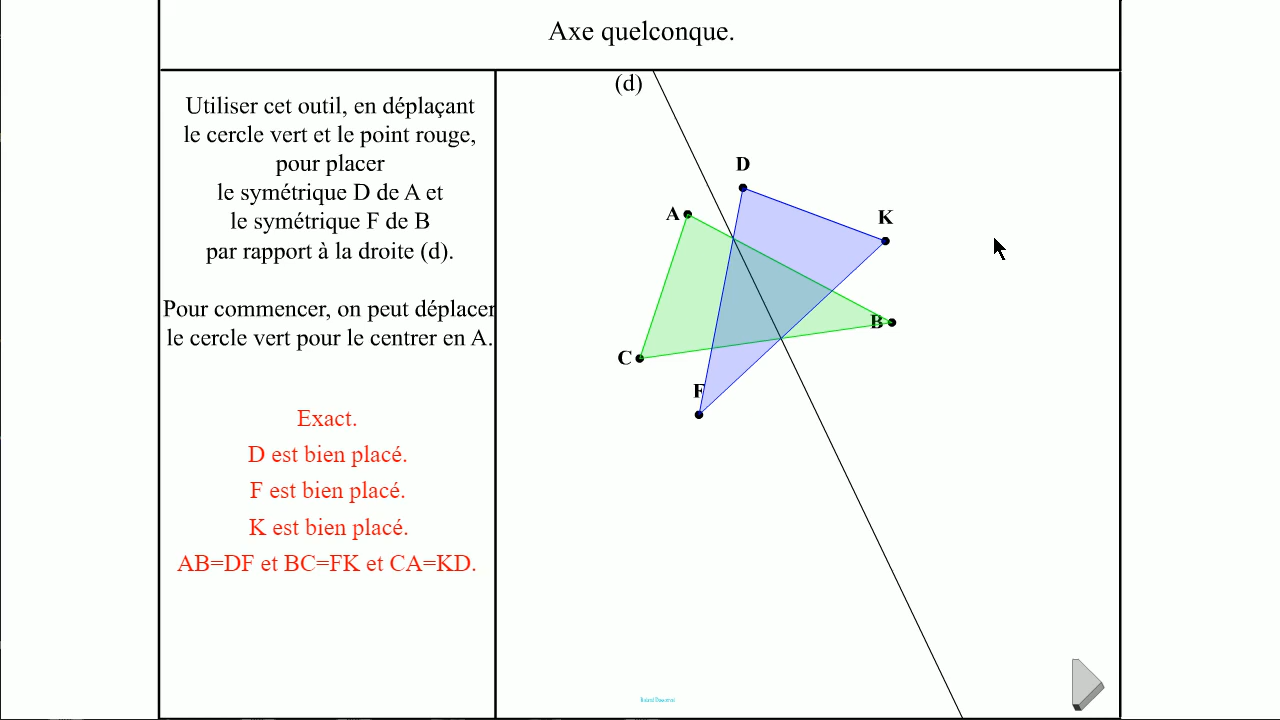 Axe quelconque.
Utiliser cet outil, en déplaçant
le cercle vert et le point rouge,
pour placer
le symétrique D de A et
le symétrique F de B
par rapport à la droite (d).
Pour commencer, on peut déplacer
le cercle vert pour le centrer en A.
Exact.
D est bien placé.
F est bien placé.
K est bien placé.
AB=DF et BC=FK et CA=KD.
(d)
D
A
K
B
C
F